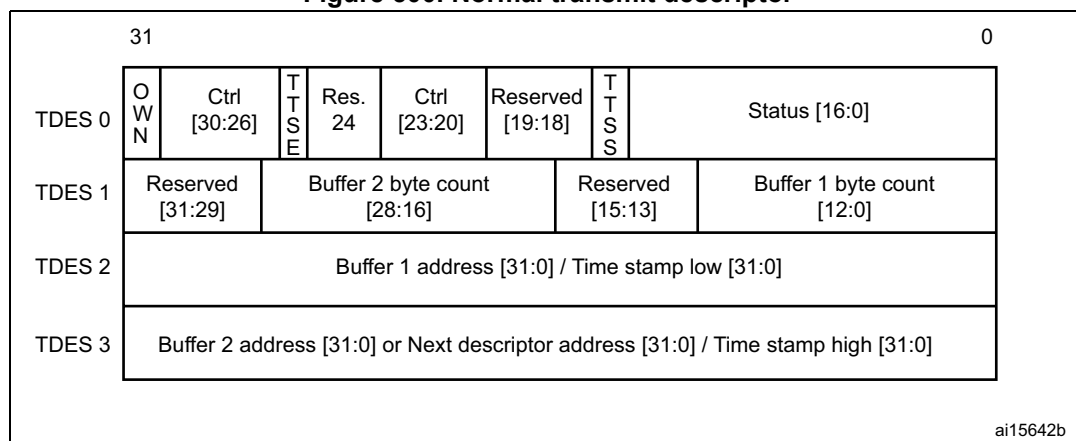 Figure Normal transmit descriptor
31 0
TDES 0
OWN
Ctrl
[30:26]
TTSE
Res.
24
Ctrl
[23:20]
Reserved
[19:18]
TTSS
Status [16:0]
TDES 1
Reserved
[31:29]
Buffer 2 byte count
[28:16]
Reserved
[15:13]
Buffer 1 byte count
[12:0]
TDES 2
Buffer 1 address [31:0] / Time stamp low [31:0]
TDES 3
Buffer 2 address [31:0] or Next descriptor address [31:0] / Time stamp high [31:0]
ai15642b